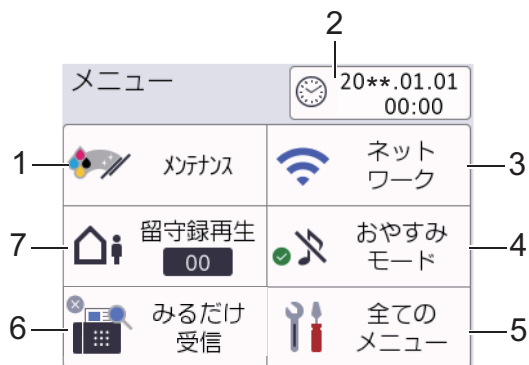 2
メニュー
20**.01.01
00:00
1
メンテナンス
ネット
ワーク
3
7
留守録再生
00
おやすみ
モード
4
6
みるだけ
受信
全ての
メニュー
5